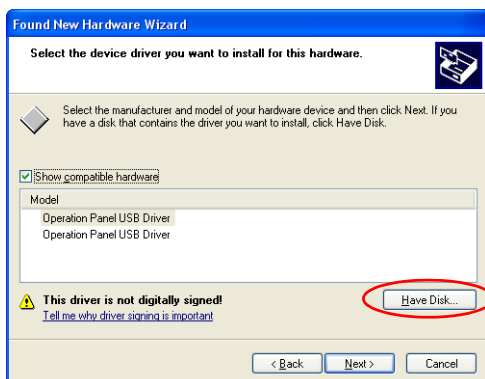 Found New Hardware Wizard
Select the device driver you want to install for this hardware.
Select the manufacturer and model of your hardware device and then click Next. If you
have a disk that contains the driver you want to install, click Have Disk.
Show compatible hardware
Model
Operation Panel USB Driver
Operation Panel USB Driver
This driver is not digitally signed!
Tell me why driver signing is important
Have Disk...
< Back
Next >
Cancel